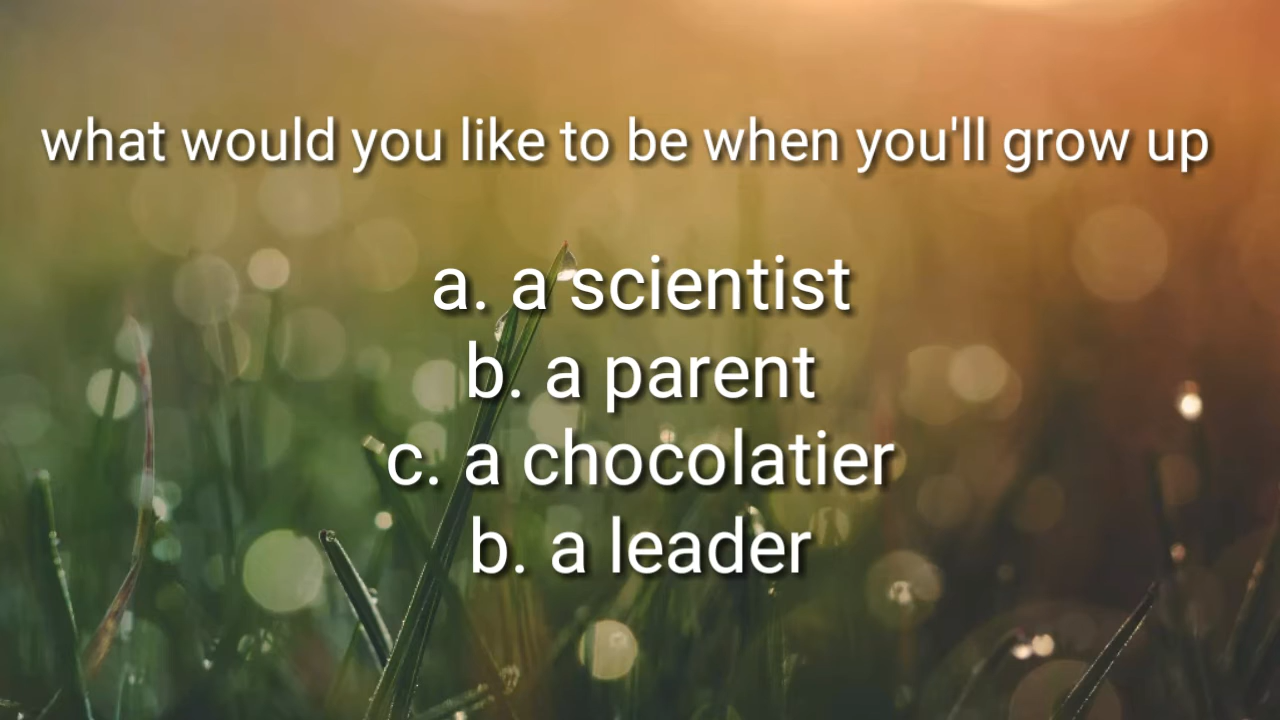 what would you like to be when you'll grow up
a. a scientist
b. a parent
c. a chocolatier
b. a leader